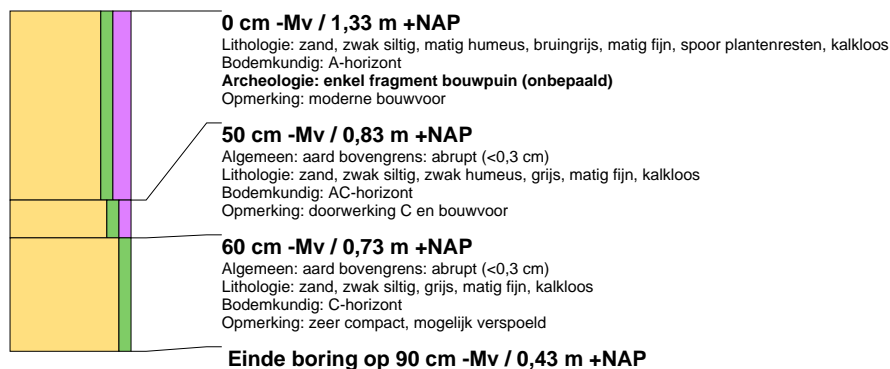 0 cm -Mv / 1,33 m +NAP
Lithologie: zand, zwak siltig, matig humeus, bruingrijs, matig fijn, spoor plantenresten, kalkloos
Bodemkundig: A-horizont
Archeologie: enkel fragment bouwpuin (onbepaald)
Opmerking: moderne bouwvoor
50 cm -Mv / 0,83 m +NAP
Algemeen: aard bovengrens: abrupt (<0,3 cm)
Lithologie: zand, zwak siltig, zwak humeus, grijs, matig fijn, kalkloos
Bodemkundig: AC-horizont
Opmerking: doorwerking C en bouwvoor
60 cm -Mv / 0,73 m +NAP
Algemeen: aard bovengrens: abrupt (<0,3 cm)
Lithologie: zand, zwak siltig, grijs, matig fijn, kalkloos
Bodemkundig: C-horizont
Opmerking: zeer compact, mogelijk verspoeld
Einde boring op 90 cm -Mv / 0,43 m +NAP